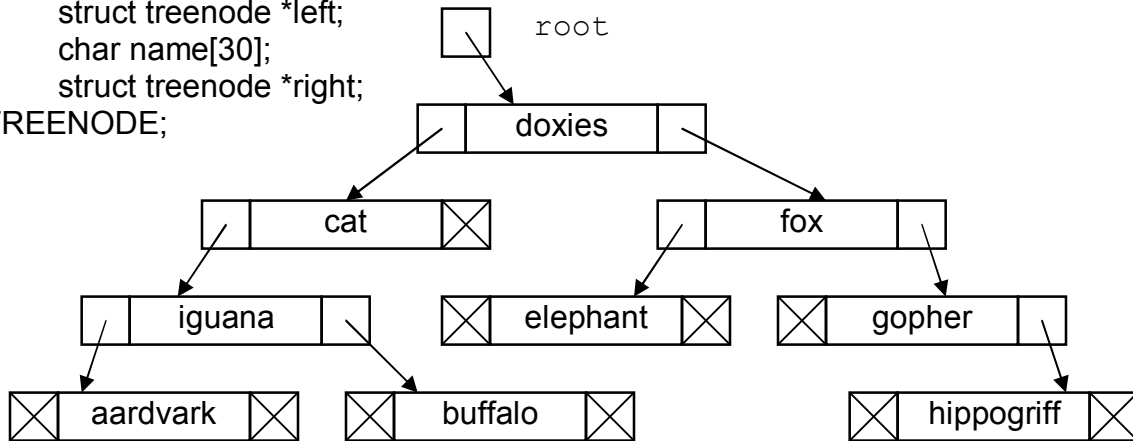 struct treenode *left;
root
char name[30];
struct treenode *right;
TREENODE;
doxies
cat
fox
iguana
elephant
gopher
aardvark
buffalo
hippogriff